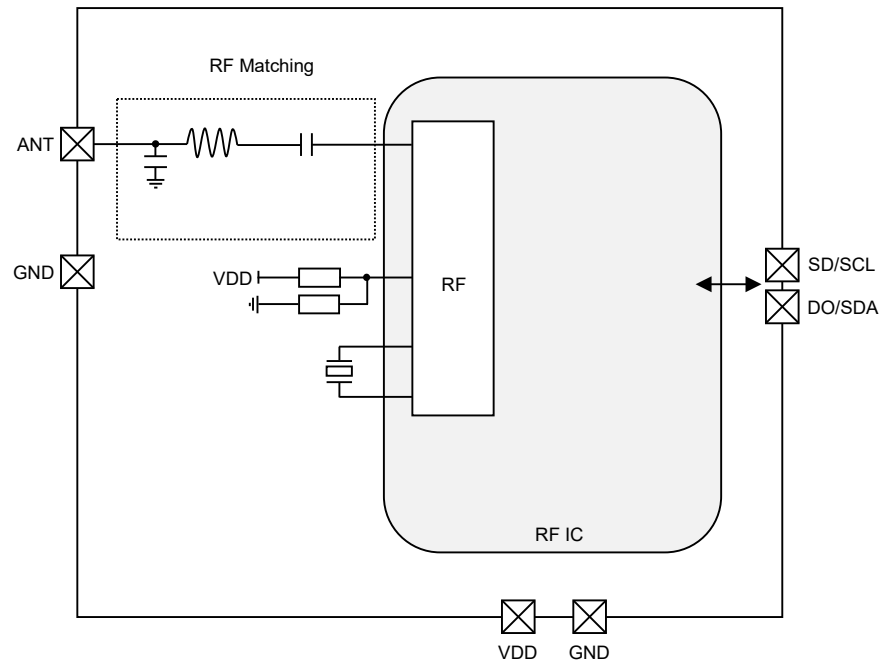 RF Matching
ANT
GND
VDD
RF
SD/SCL
DO/SDA
RF IC
VDD
GND